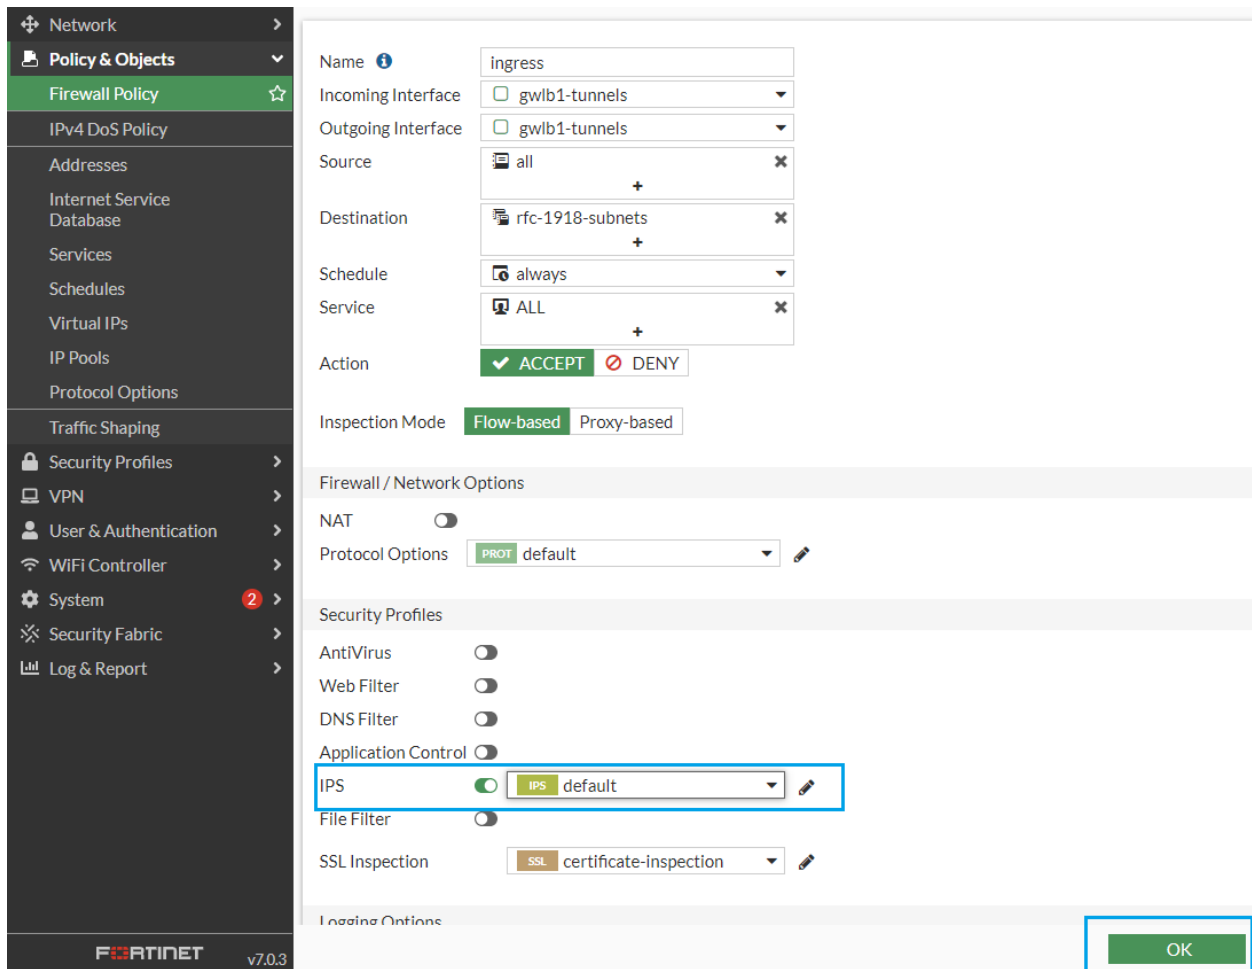 Network
Policy & Objects
Firewall Policy
IPv4 DoS Policy
Addresses
Internet Service
Database
Services
Schedules
Virtual IPs
IP Pools
Protocol Options
Traffic Shaping
Security Profiles
VPN
User & Authentication
WiFi Controller
System 2
Security Fabric
Log & Report
FORTINET v7.0.3
Name ingress
Incoming Interface gwlb1-tunnels
Outgoing Interface gwlb1-tunnels
Source all
+
Destination rfc-1918-subnets
+
Schedule always
Service ALL
+
Action ACCEPT DENY
Inspection Mode Flow-based Proxy-based
Firewall / Network Options
NAT
Protocol Options PROT default
Security Profiles
AntiVirus
Web Filter
DNS Filter
Application Control
IPS IPS default
File Filter
SSL Inspection SSL certificate-inspection
Logging Options
OK